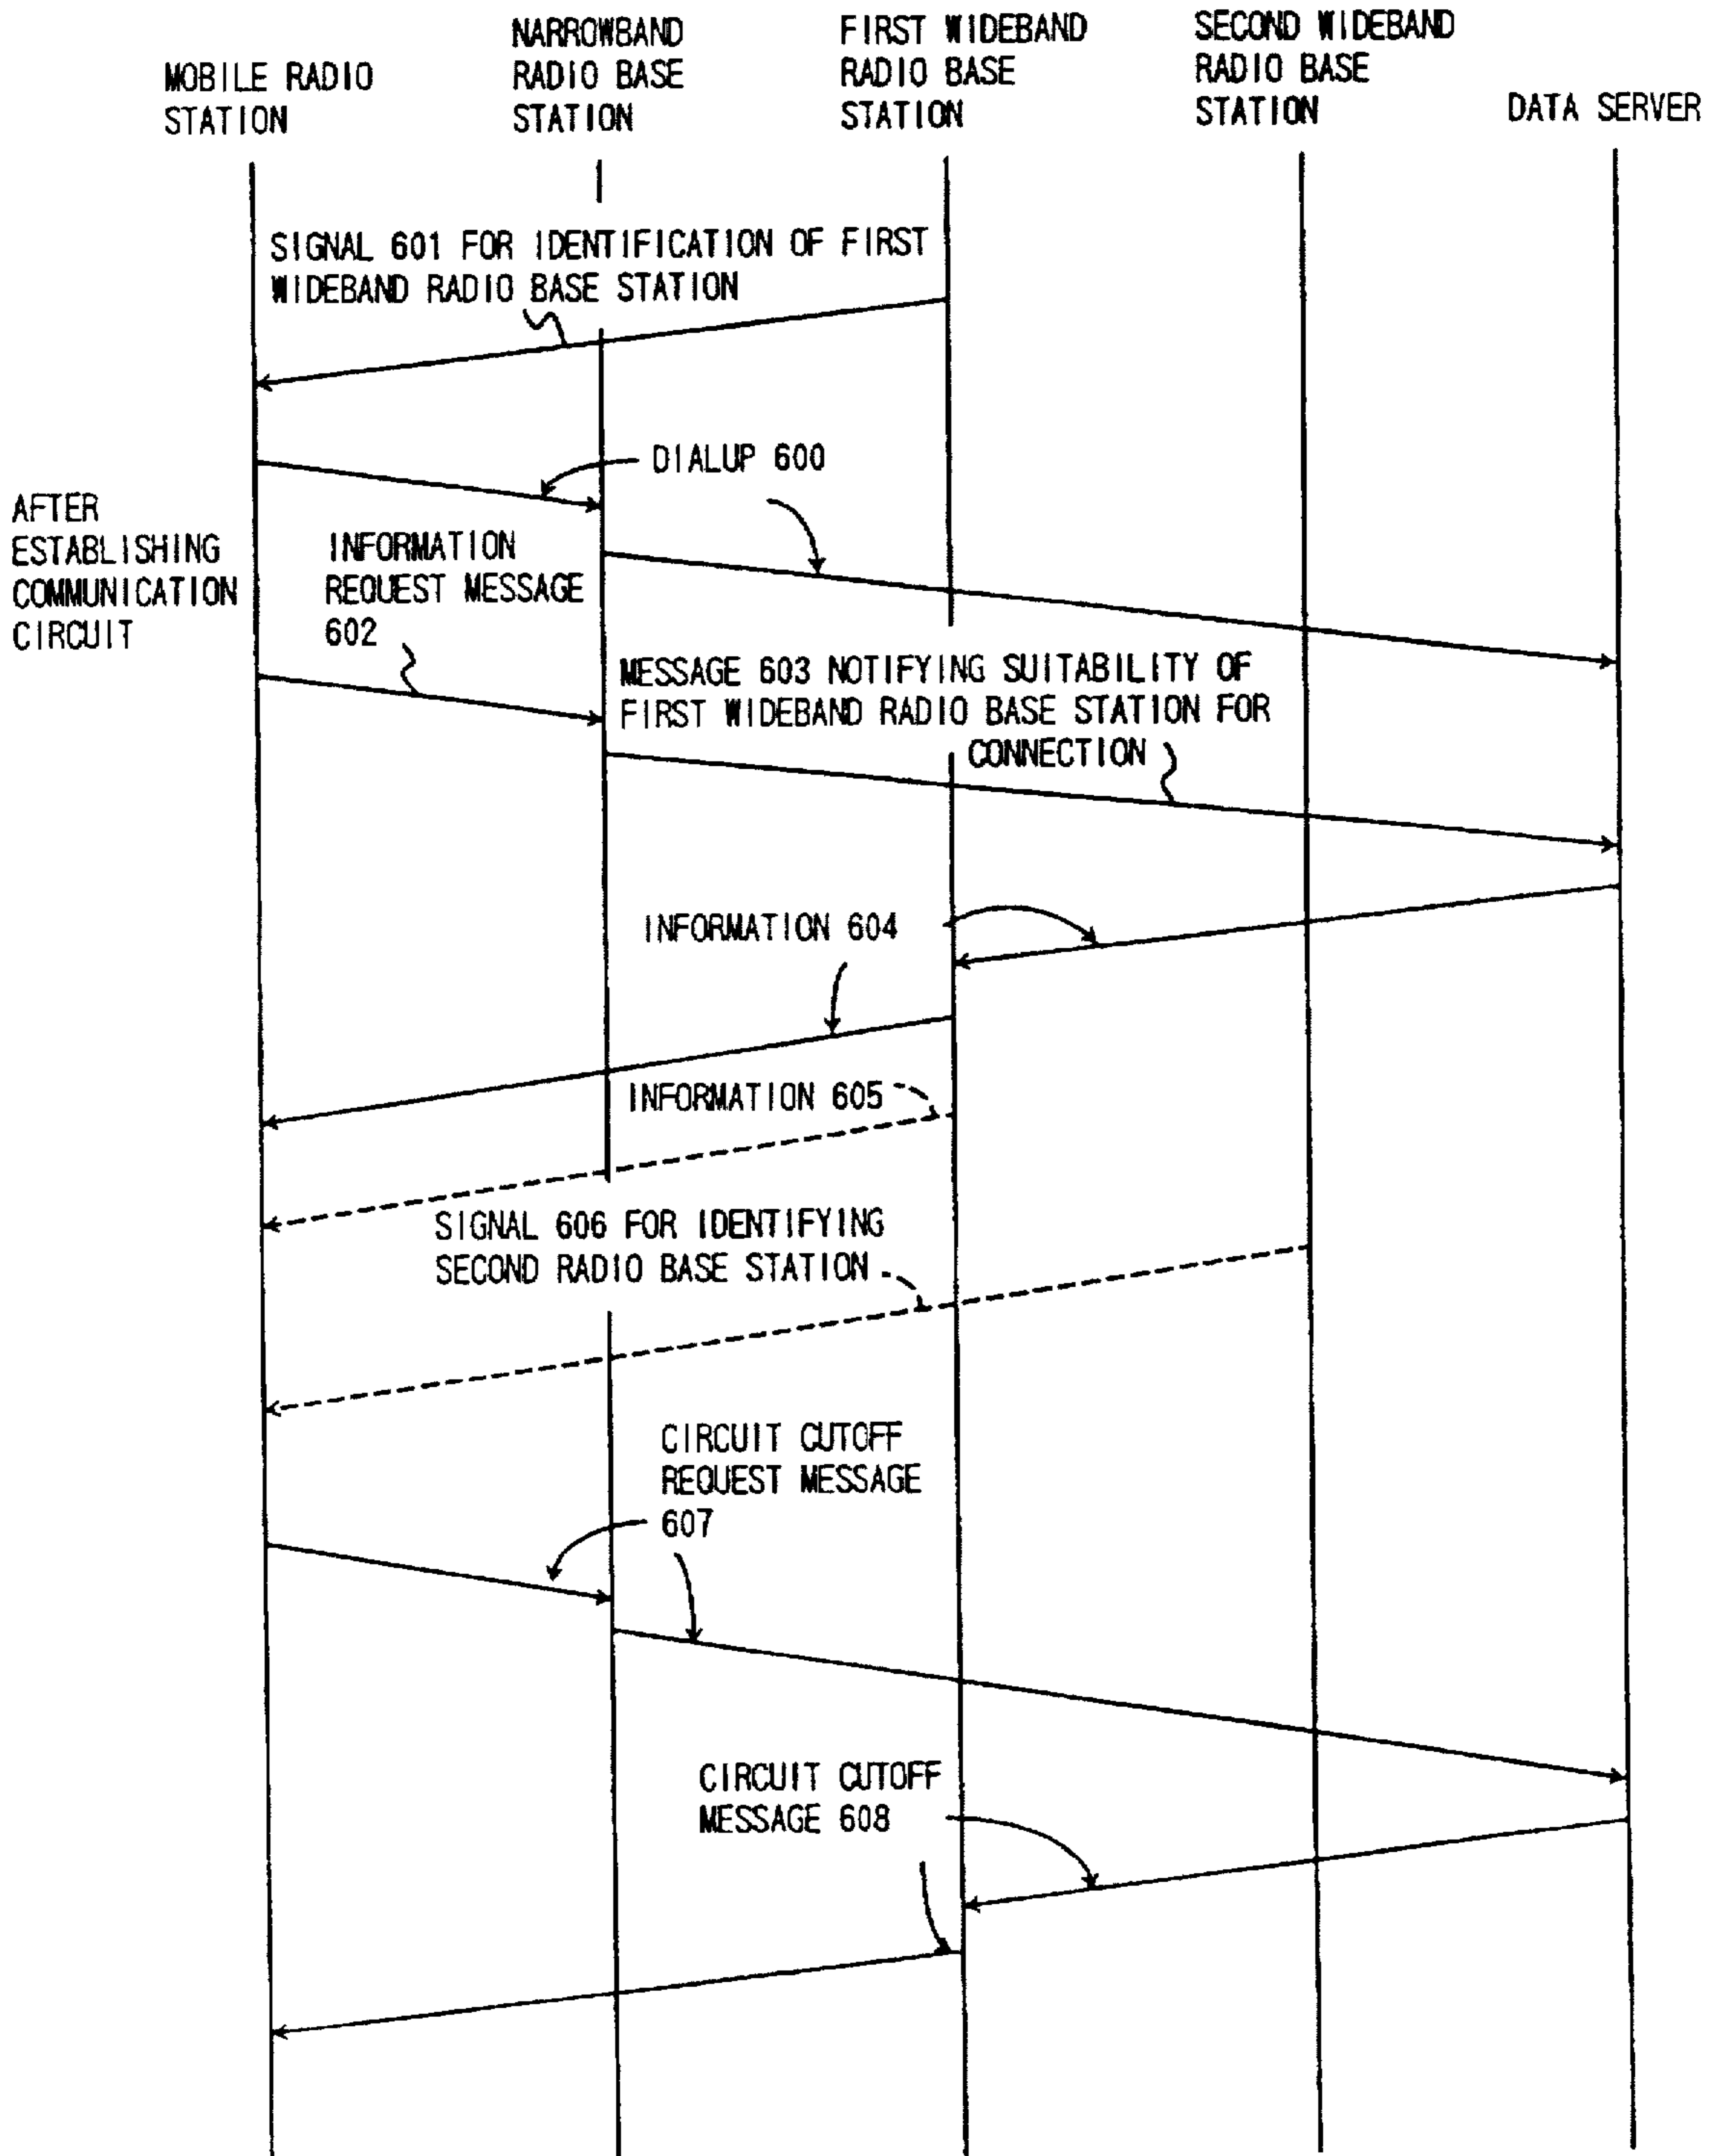 MOBILE RADIO
STATION
NARROWBAND
RADIO BASE
STATION
FIRST WIDEBAND
RADIO BASE
STATION
SECOND WIDEBAND
RADIO BASE
STATION
DATA SERVER
SIGNAL 601 FOR IDENTIFICATION OF FIRST
WIDEBAND RADIO BASE STATION
DIALUP 600
AFTER
ESTABLISHING
COMMUNICATION
CIRCUIT
INFORMATION
REQUEST MESSAGE
602
MESSAGE 603 NOTIFYING SUITABILITY OF
FIRST WIDEBAND RADIO BASE STATION FOR
CONNECTION
INFORMATION 604
INFORMATION 605
SIGNAL 606 FOR IDENTIFYING
SECOND RADIO BASE STATION
CIRCUIT CUTOFF
REQUEST MESSAGE
607
CIRCUIT CUTOFF
MESSAGE 608